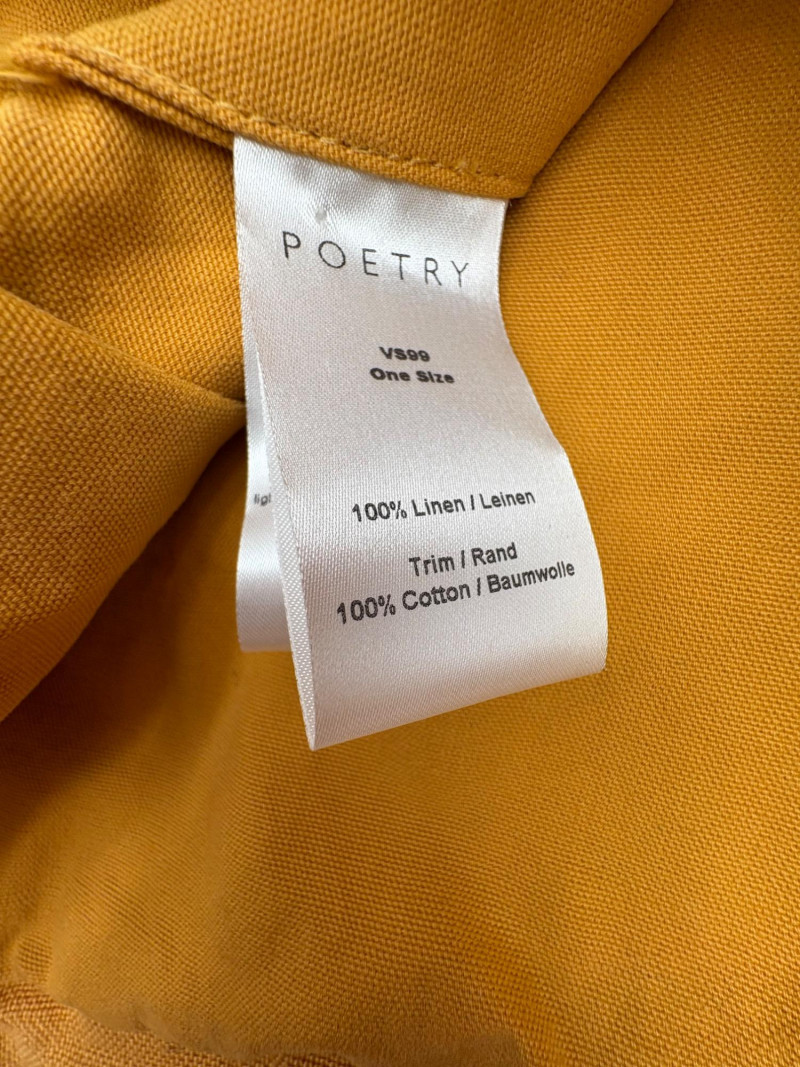 POETRY
VS99
One Size
100% Linen / Leinen
Trim / Rand
100% Cotton / Baumwolle